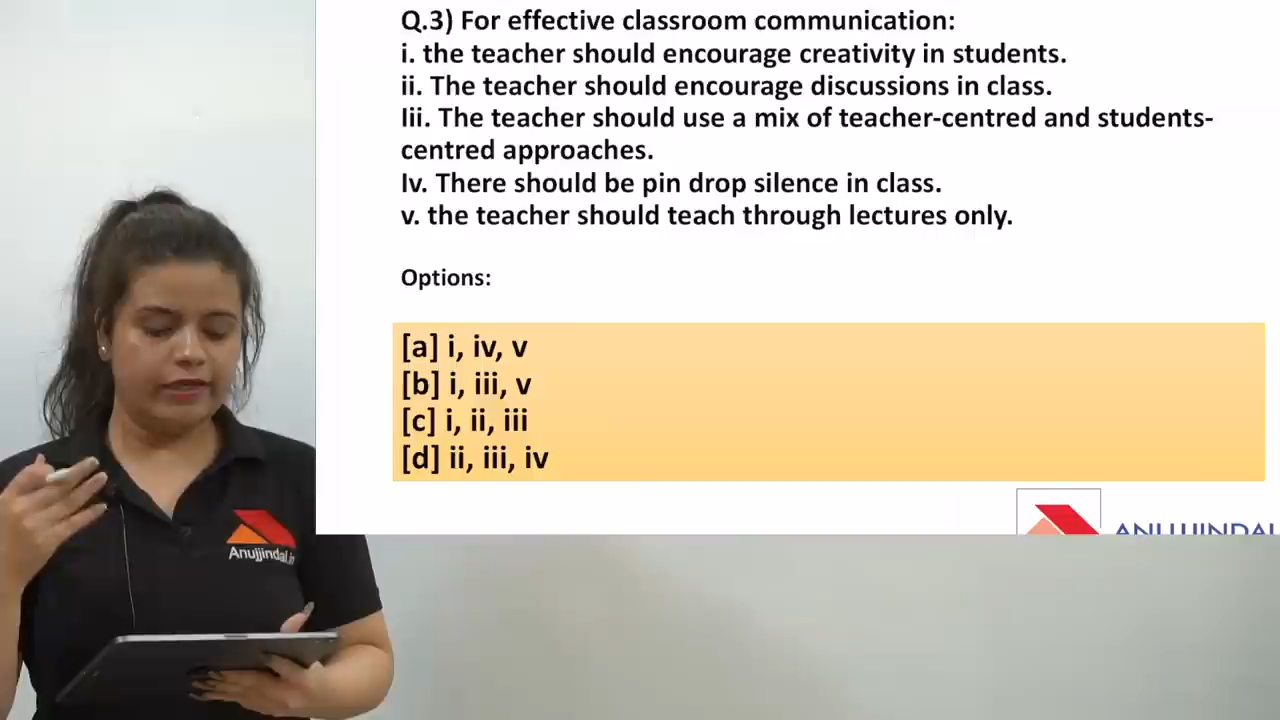 Q.3) For effective classroom communication:
i. the teacher should encourage creativity in students.
ii. The teacher should encourage discussions in class.
Iii. The teacher should use a mix of teacher-centred and students-
centred approaches.
Iv. There should be pin drop silence in class.
v. the teacher should teach through lectures only.
Options:
[a] i, iv, v
[b] i, iii, v
[c] i, ii, iii
[d] ii, iii, iv
ANUJJINDAL
Anujjindal.in